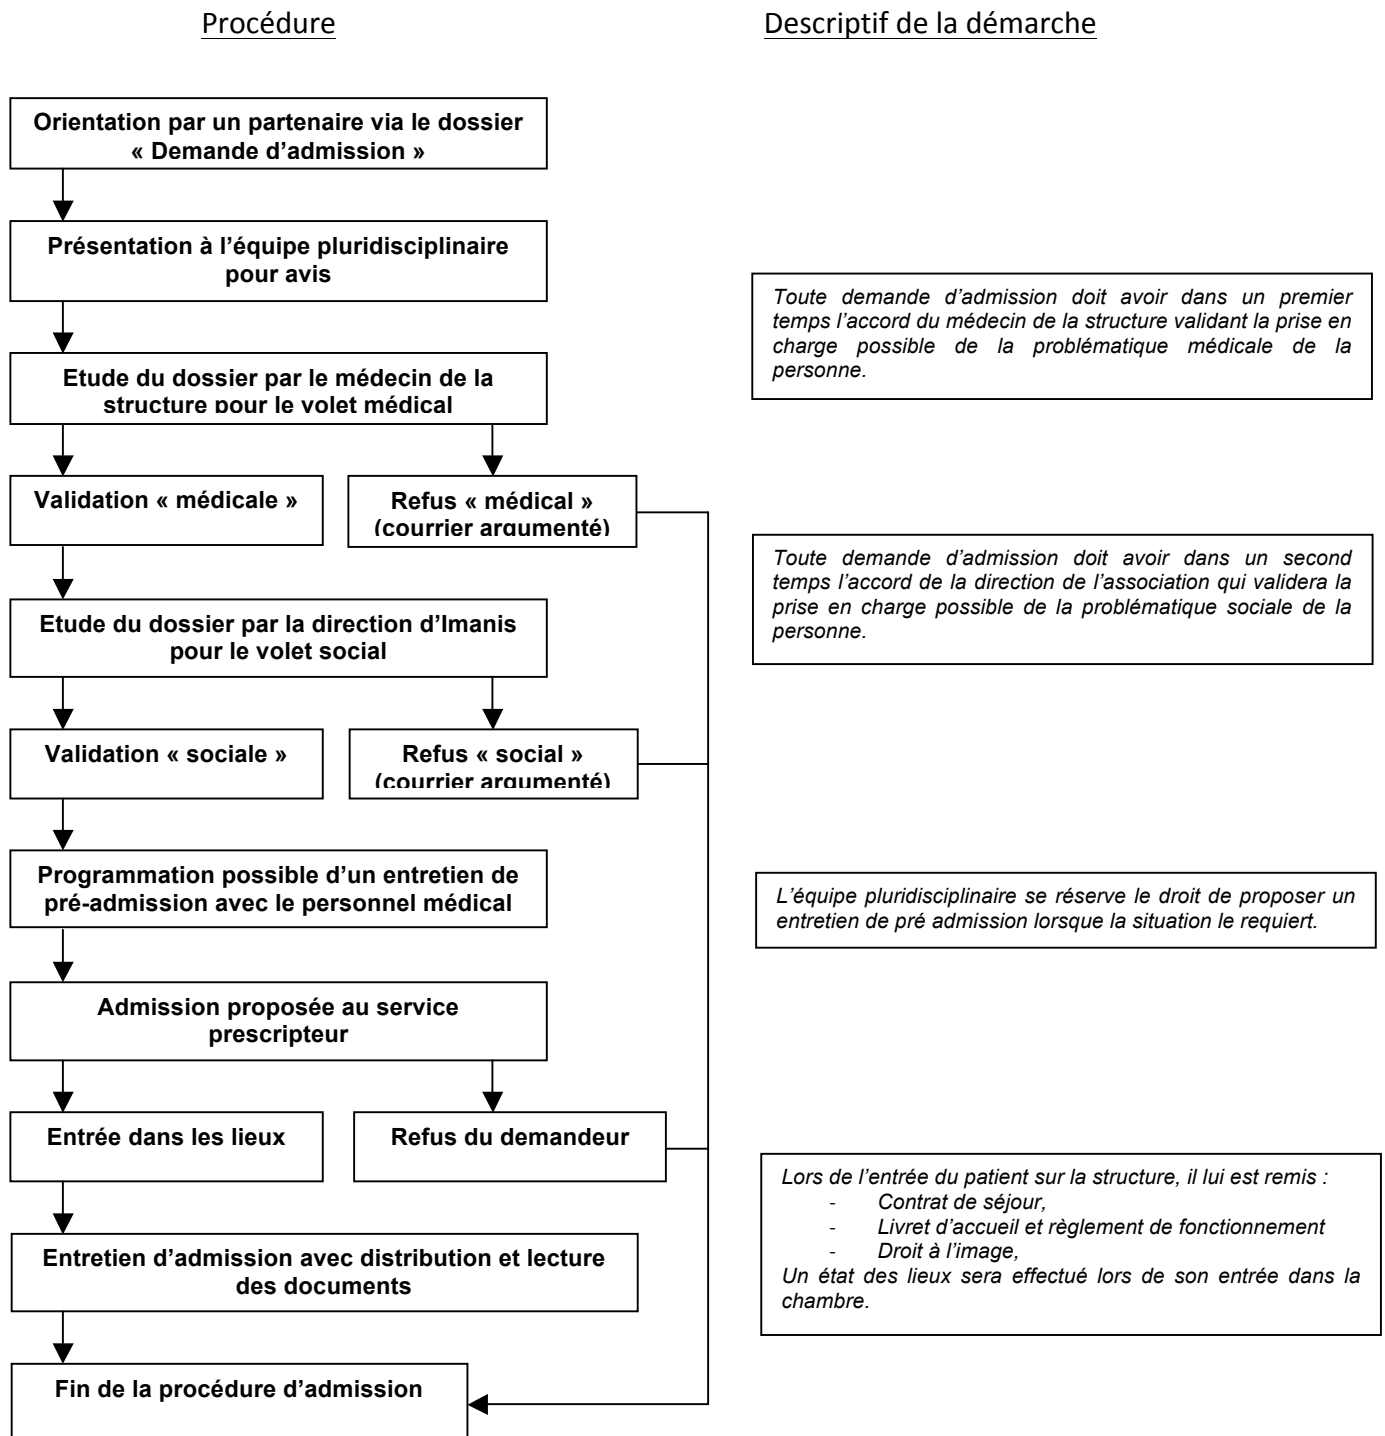 Procédure
Descriptif de la démarche
Orientation par un partenaire via le dossier
« Demande d’admission »
Présentation à l’équipe pluridisciplinaire
pour avis
Toute demande d’admission doit avoir dans un premier
temps l’accord du médecin de la structure validant la prise en
charge possible de la problématique médicale de la
personne.
Etude du dossier par le médecin de la
structure pour le volet médical
Validation « médicale »
Refus « médical »
(courrier argumenté)
Toute demande d’admission doit avoir dans un second
temps l’accord de la direction de l’association qui validera la
prise en charge possible de la problématique sociale de la
personne.
Etude du dossier par la direction d’Imanis
pour le volet social
Validation « sociale »
Refus « social »
(courrier argumenté)
Programmation possible d’un entretien de
pré-admission avec le personnel médical
L’équipe pluridisciplinaire se réserve le droit de proposer un
entretien de pré admission lorsque la situation le requiert.
Admission proposée au service
prescripteur
Entrée dans les lieux
Refus du demandeur
Lors de l’entrée du patient sur la structure, il lui est remis :
- Contrat de séjour,
- Livret d’accueil et règlement de fonctionnement
- Droit à l’image,
Un état des lieux sera effectué lors de son entrée dans la
chambre.
Entretien d’admission avec distribution et lecture
des documents
Fin de la procédure d’admission